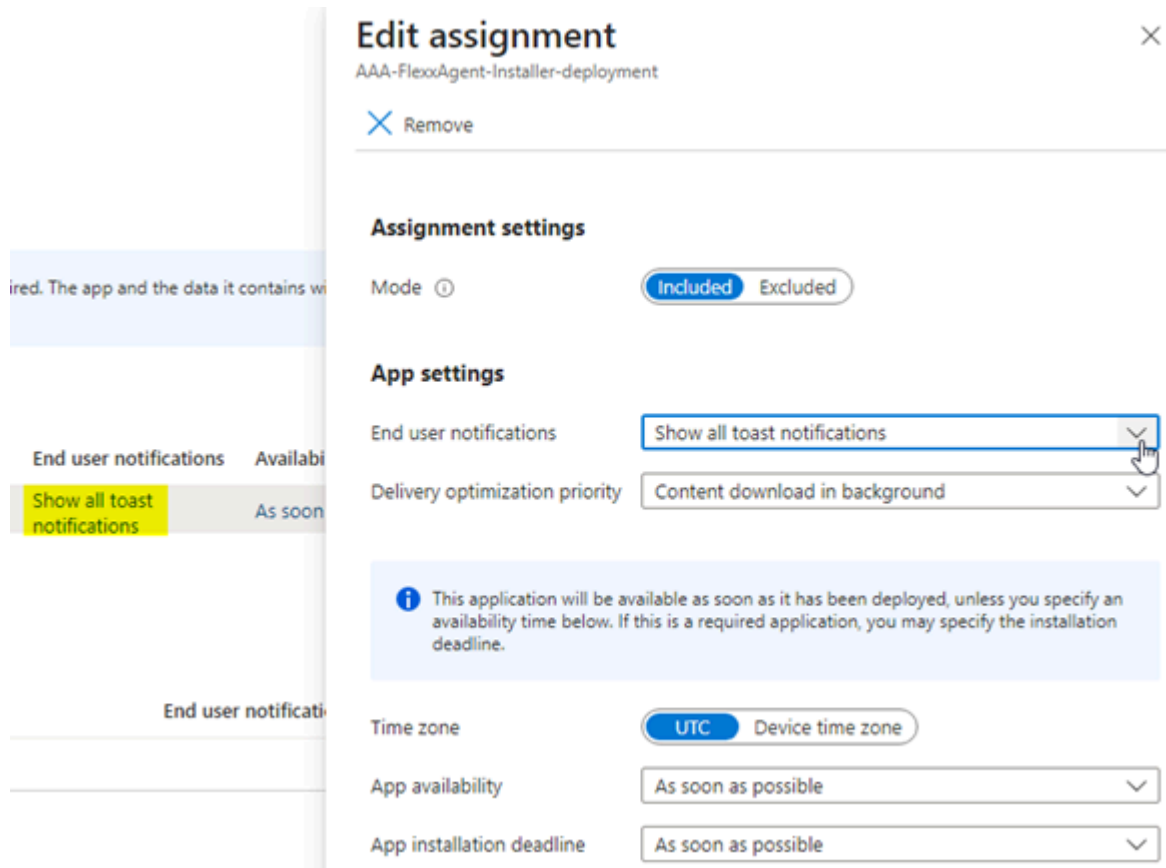 Edit assignment
AAA-FlexxAgent-Installer-deployment
Remove
Assignment settings
Mode
Included Excluded
ired. The app and the data it contains wi
App settings
End user notifications
Show all toast notifications
Delivery optimization priority
Content download in background
End user notifications Availabi
Show all toast
notifications
As soon
This application will be available as soon as it has been deployed, unless you specify an
availability time below. If this is a required application, you may specify the installation
deadline.
End user notificati
Time zone
UTC Device time zone
App availability
As soon as possible
App installation deadline
As soon as possible